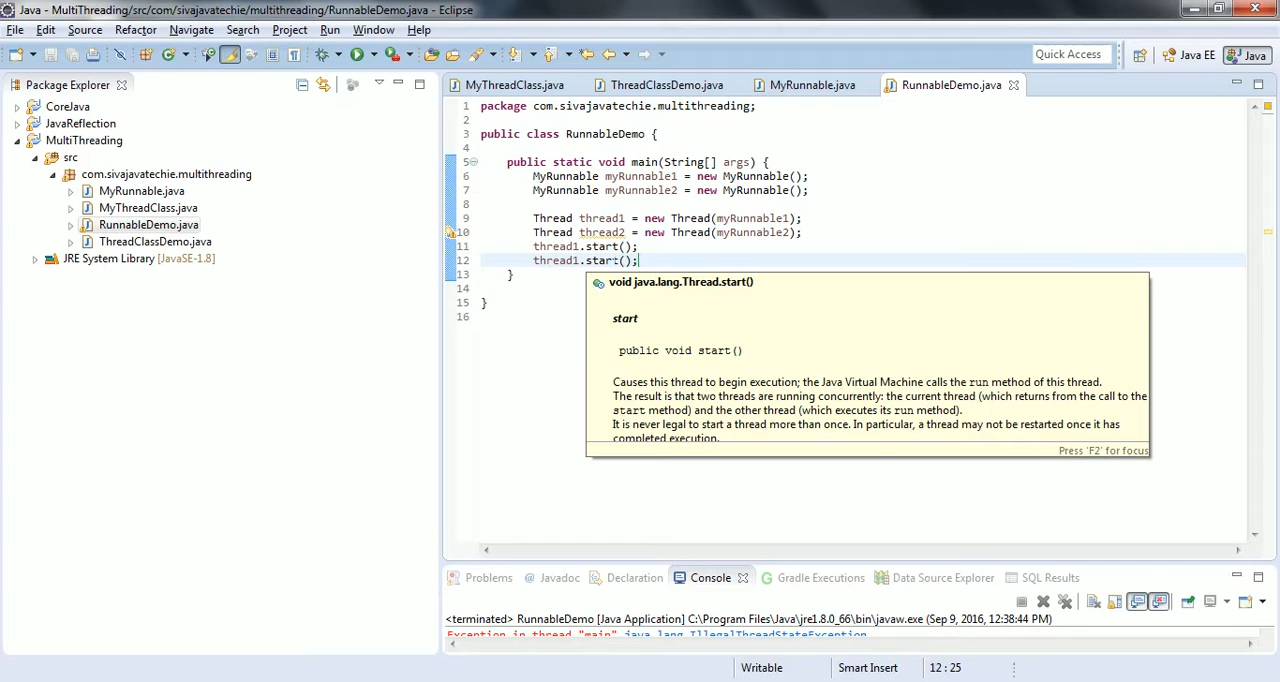 Java - MultiThreading/src/com/sivajavatechie/multithreading/RunnableDemo.java - Eclipse
File Edit Source Refactor Navigate Search Project Run Window Help
Quick Access Java EE Java
Package Explorer
CoreJava
JavaReflection
MultiThreading
src
com.sivajavatechie.multithreading
MyRunnable.java
MyThreadClass.java
RunnableDemo.java
ThreadClassDemo.java
JRE System Library [JavaSE-1.8]
MyThreadClass.java ThreadClassDemo.java MyRunnable.java RunnableDemo.java
1 package com.sivajavatechie.multithreading;
2
3 public class RunnableDemo {
4
5 public static void main(String[] args) {
6 MyRunnable myRunnable1 = new MyRunnable();
7 MyRunnable myRunnable2 = new MyRunnable();
8
9 Thread thread1 = new Thread(myRunnable1);
10 Thread thread2 = new Thread(myRunnable2);
11 thread1.start();
12 thread1.start();
13 }
14
15 }
16
void java.lang.Thread.start()
start
public void start()
Causes this thread to begin execution; the Java Virtual Machine calls the run method of this thread.
The result is that two threads are running concurrently: the current thread (which returns from the call to the
start method) and the other thread (which executes its run method).
It is never legal to start a thread more than once. In particular, a thread may not be restarted once it has
completed execution.
Press 'F2' for focus
Problems @ Javadoc Declaration Console Gradle Executions Data Source Explorer SQL Results
<terminated> RunnableDemo [Java Application] C:\Program Files\Java\jre1.8.0_66\bin\javaw.exe (Sep 9, 2016, 12:38:44 PM)
Exception in thread "main" java.lang.IllegalThreadStateException
Writable Smart Insert 12 : 25